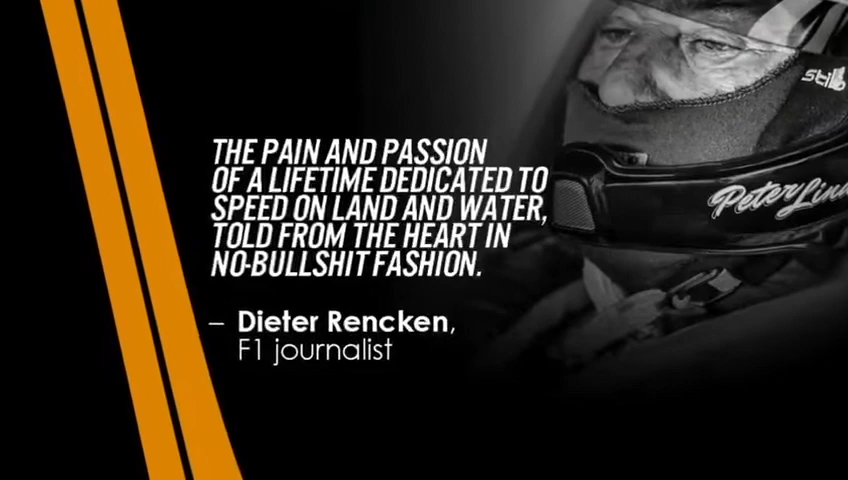 THE PAIN AND PASSION
OF A LIFETIME DEDICATED TO
SPEED ON LAND AND WATER,
TOLD FROM THE HEART IN
NO-BULLSHIT FASHION.
– Dieter Rencken,
F1 journalist
Peter